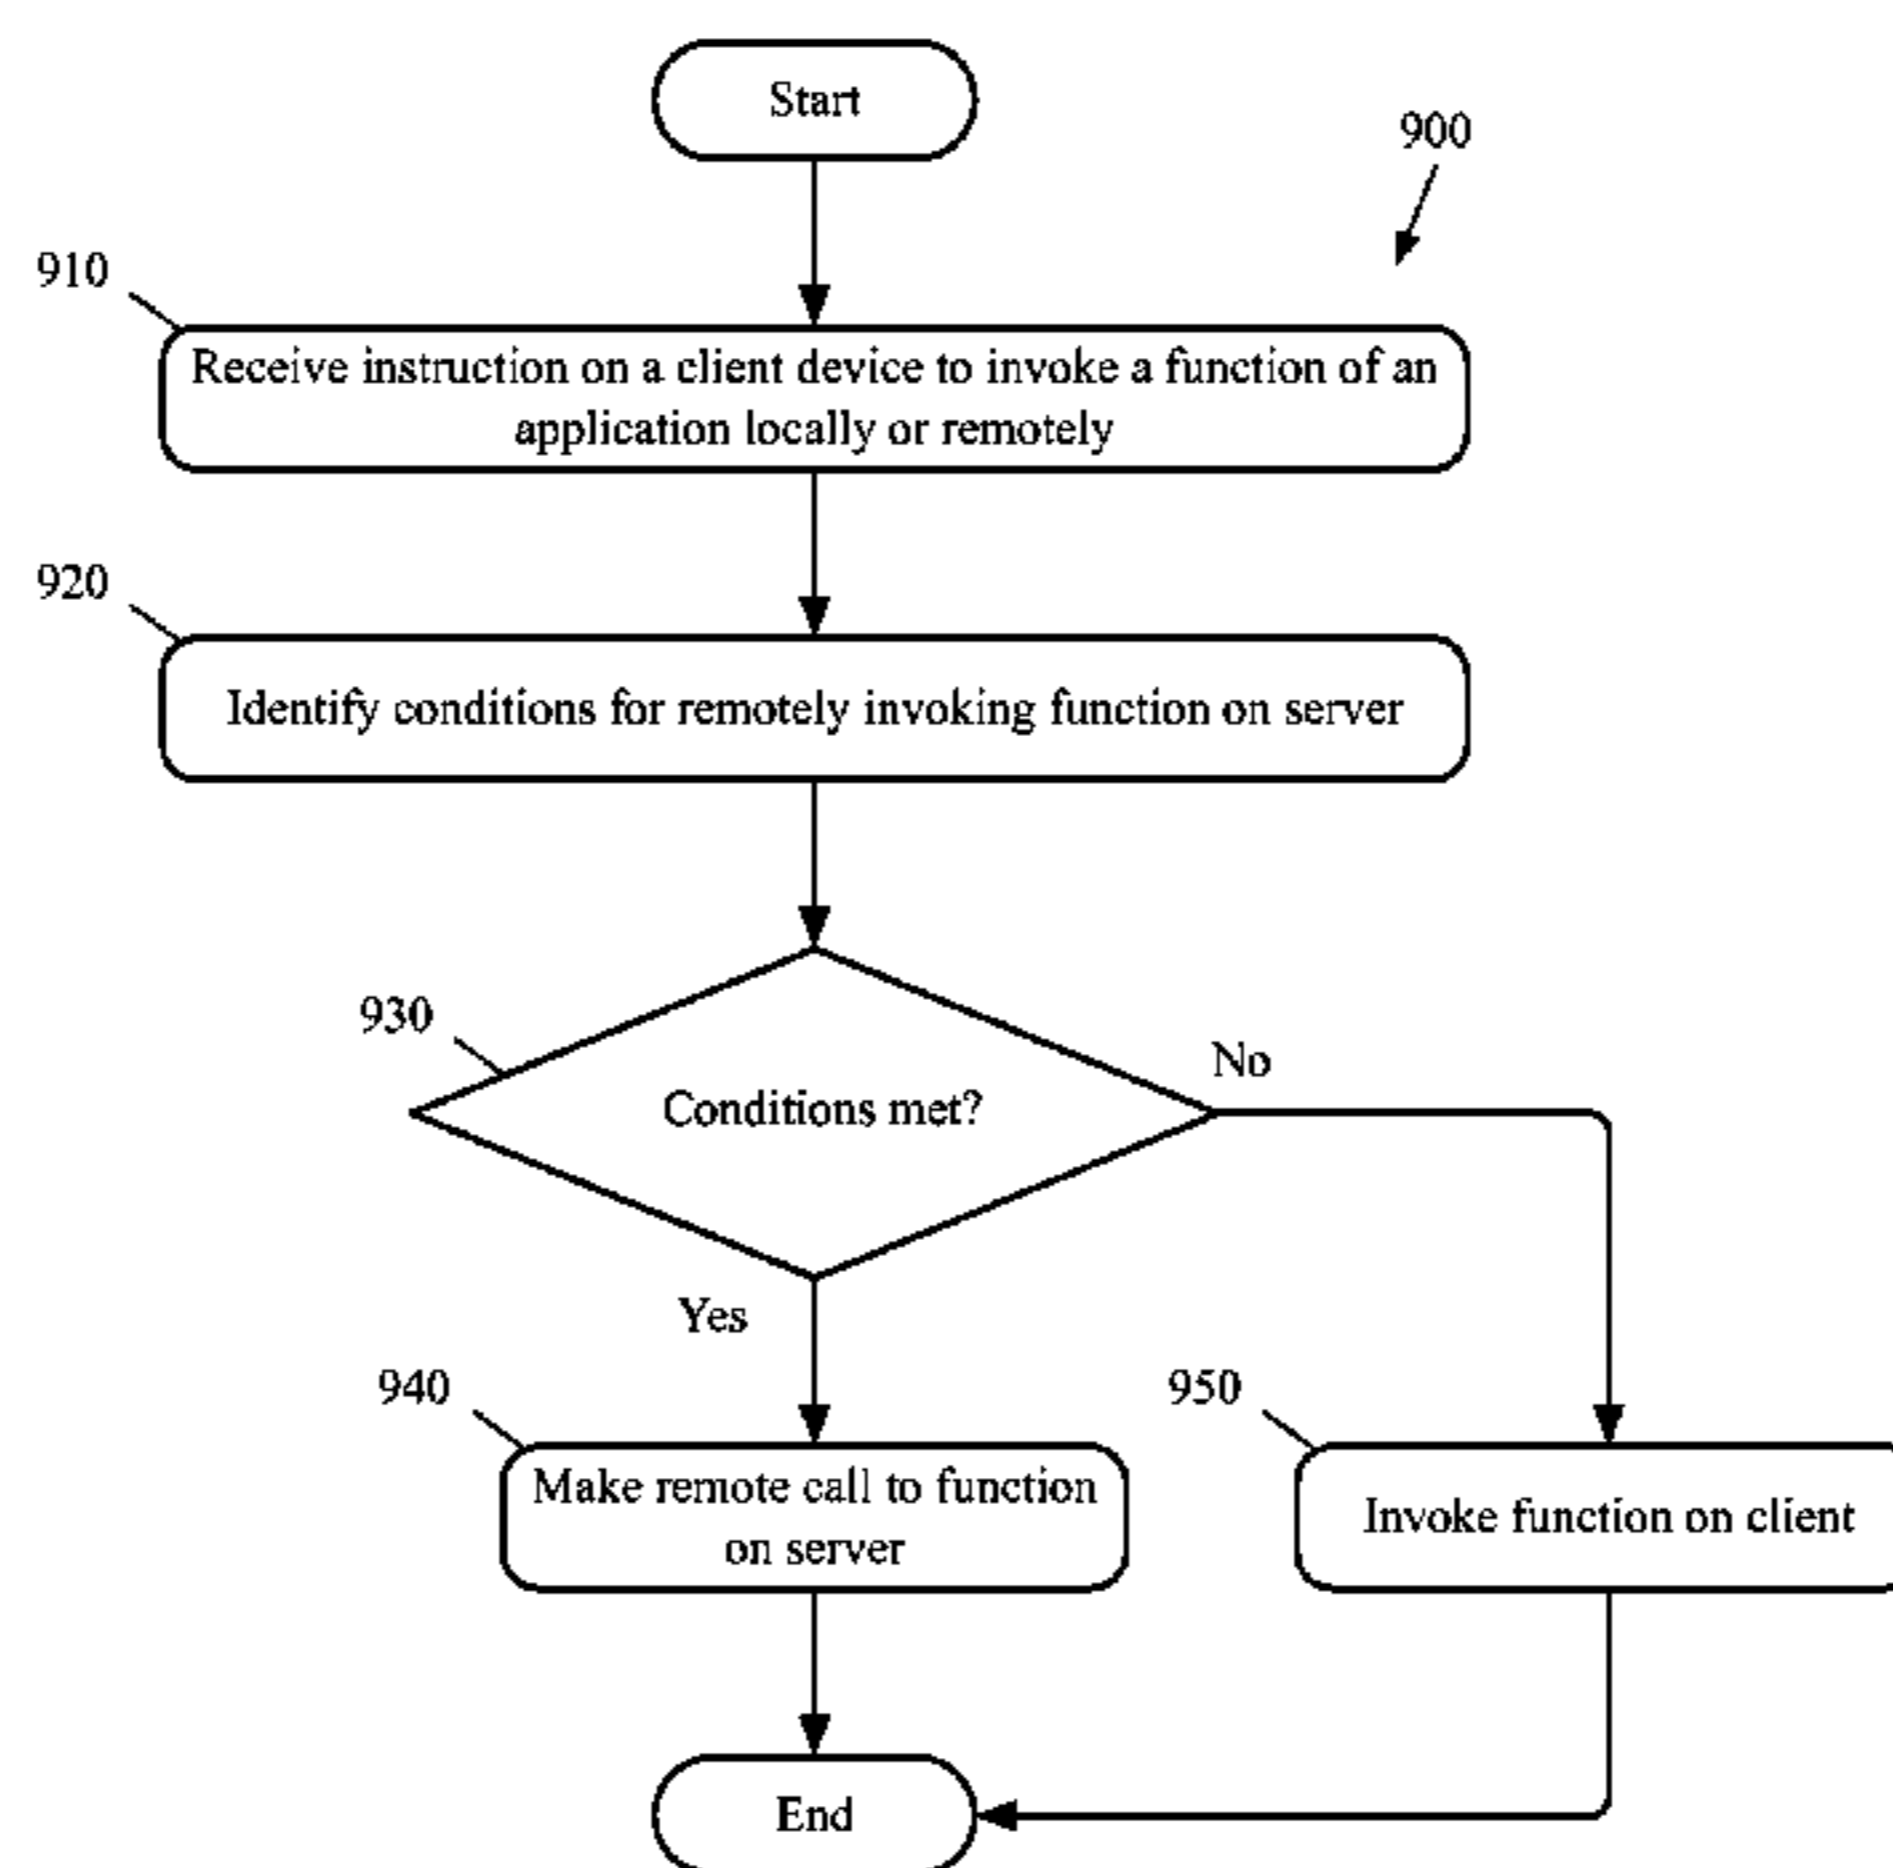 Start
900
910
Receive instruction on a client device to invoke a function of an
application locally or remotely
920
Identify conditions for remotely invoking function on server
930
Conditions met?
No
Yes
940
Make remote call to function
on server
950
Invoke function on client
End